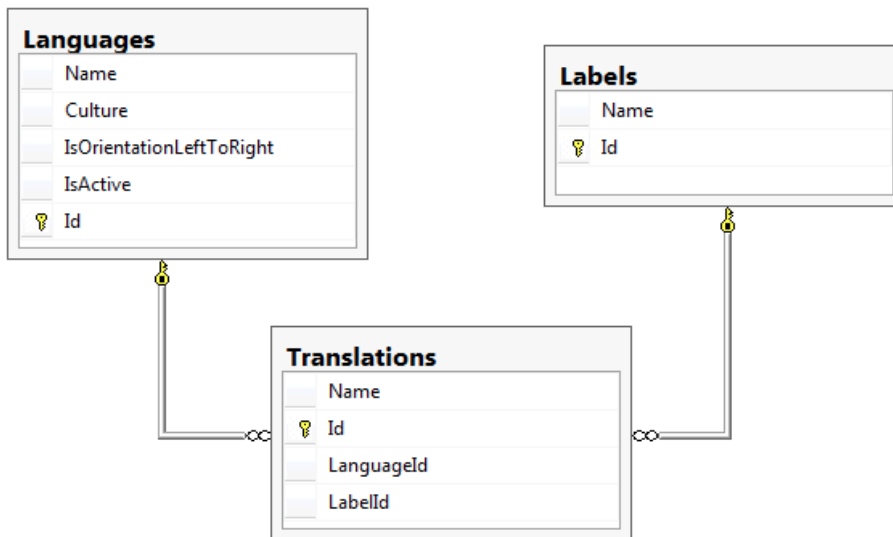 Languages
Name
Culture
IsOrientationLeftToRight
IsActive
Id
Labels
Name
Id
Translations
Name
Id
LanguageId
LabelId